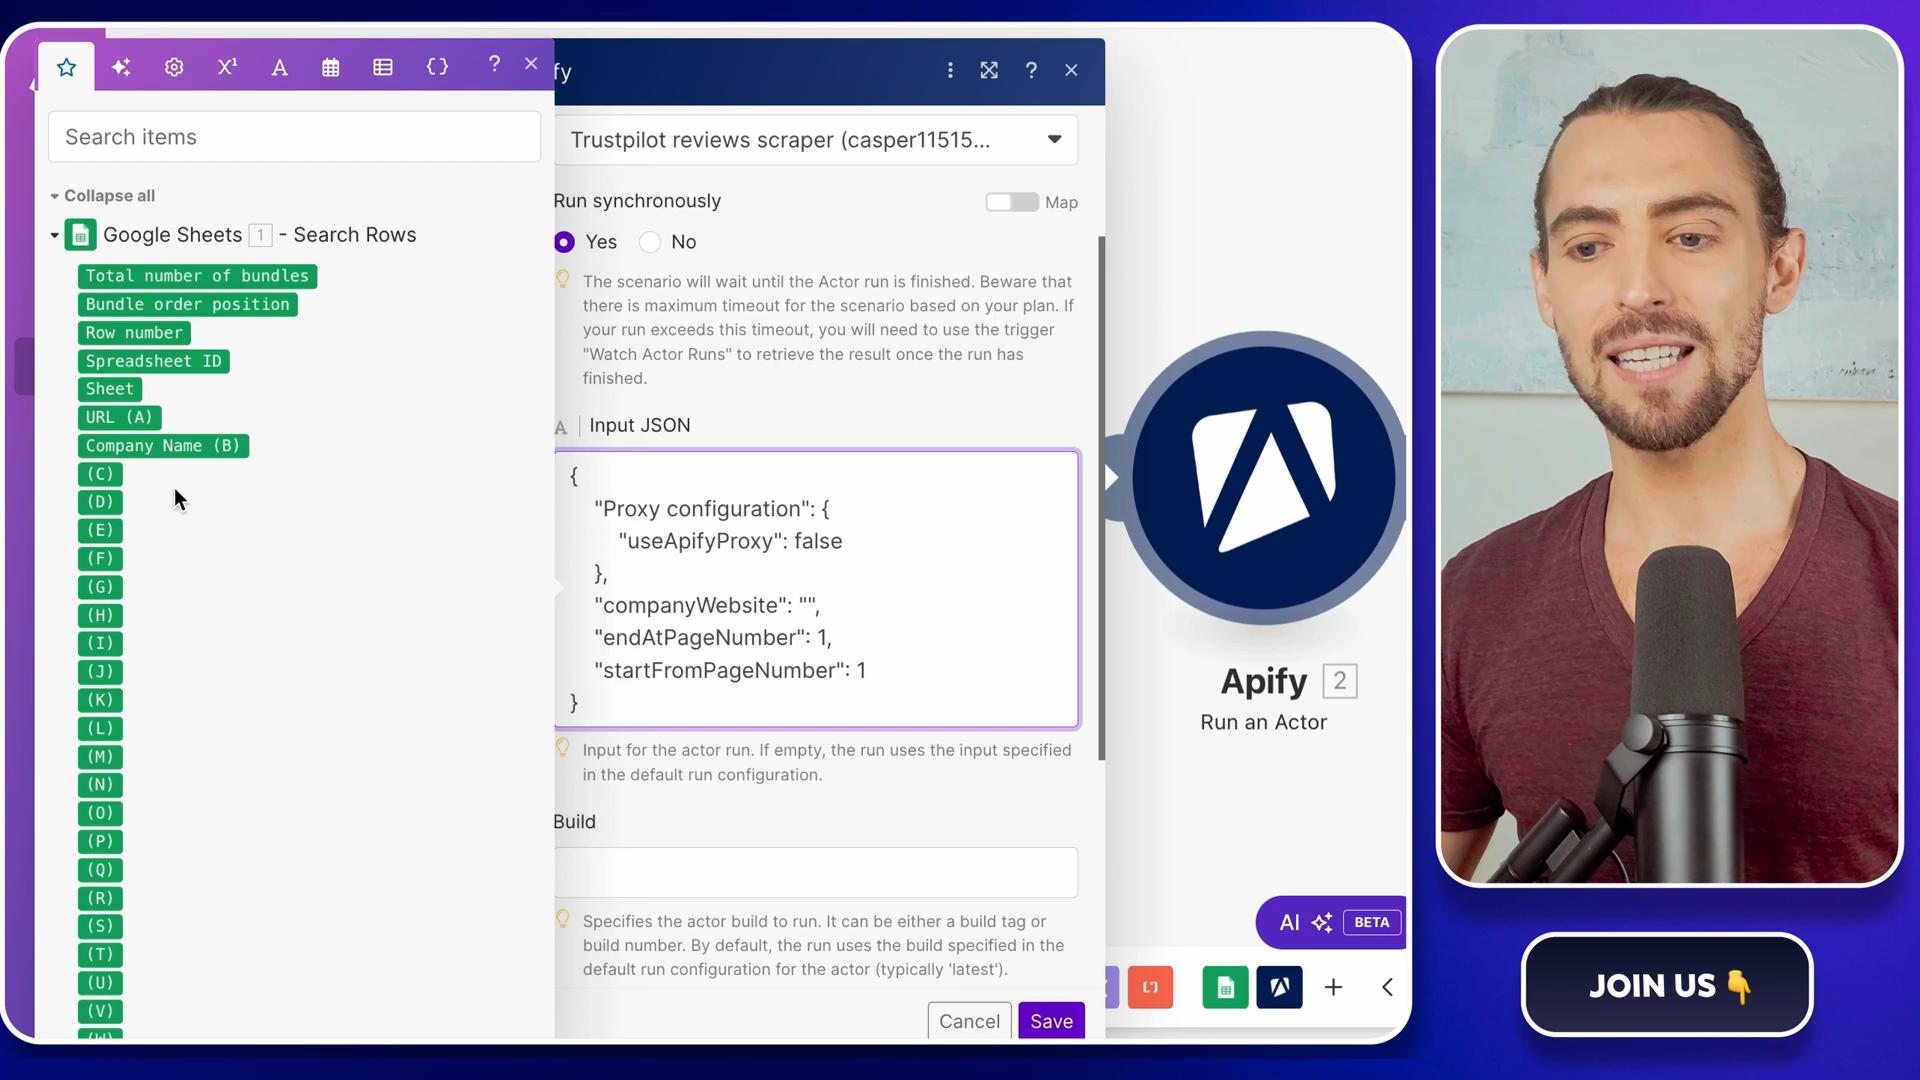 ?
Search items
Collapse all
Google Sheets 1 - Search Rows
Total number of bundles
Bundle order position
Row number
Spreadsheet ID
Sheet
URL (A)
Company Name (B)
(C)
(D)
(E)
(F)
(G)
(H)
(I)
(J)
(K)
(L)
(M)
(N)
(O)
(P)
(Q)
(R)
(S)
(T)
(U)
(V)
(W)
fy
?
Trustpilot reviews scraper (casper11515...
Run synchronously
Map
Yes
No
The scenario will wait until the Actor run is finished. Beware that
there is maximum timeout for the scenario based on your plan. If
your run exceeds this timeout, you will need to use the trigger
"Watch Actor Runs" to retrieve the result once the run has
finished.
A Input JSON
{
"Proxy configuration": {
"useApifyProxy": false
},
"companyWebsite": "",
"endAtPageNumber": 1,
"startFromPageNumber": 1
}
Input for the actor run. If empty, the run uses the input specified
in the default run configuration.
Build
Specifies the actor build to run. It can be either a build tag or
build number. By default, the run uses the build specified in the
default run configuration for the actor (typically 'latest').
Cancel
Save
Apify 2
Run an Actor
AI BETA
JOIN US 👇